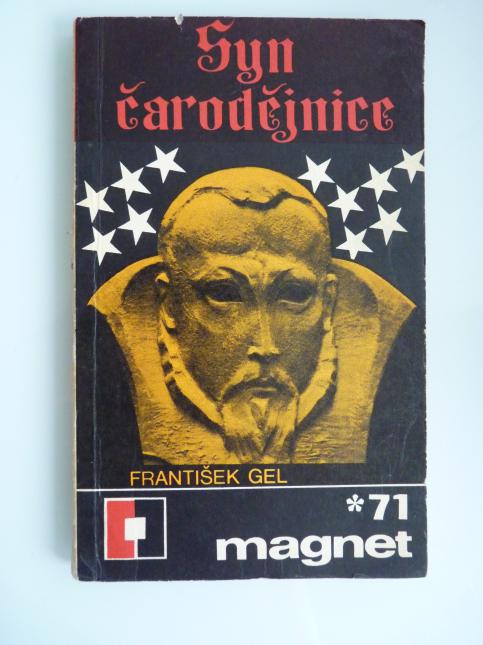 Syn
čarodějnice
FRANTIŠEK GEL
*71
magnet